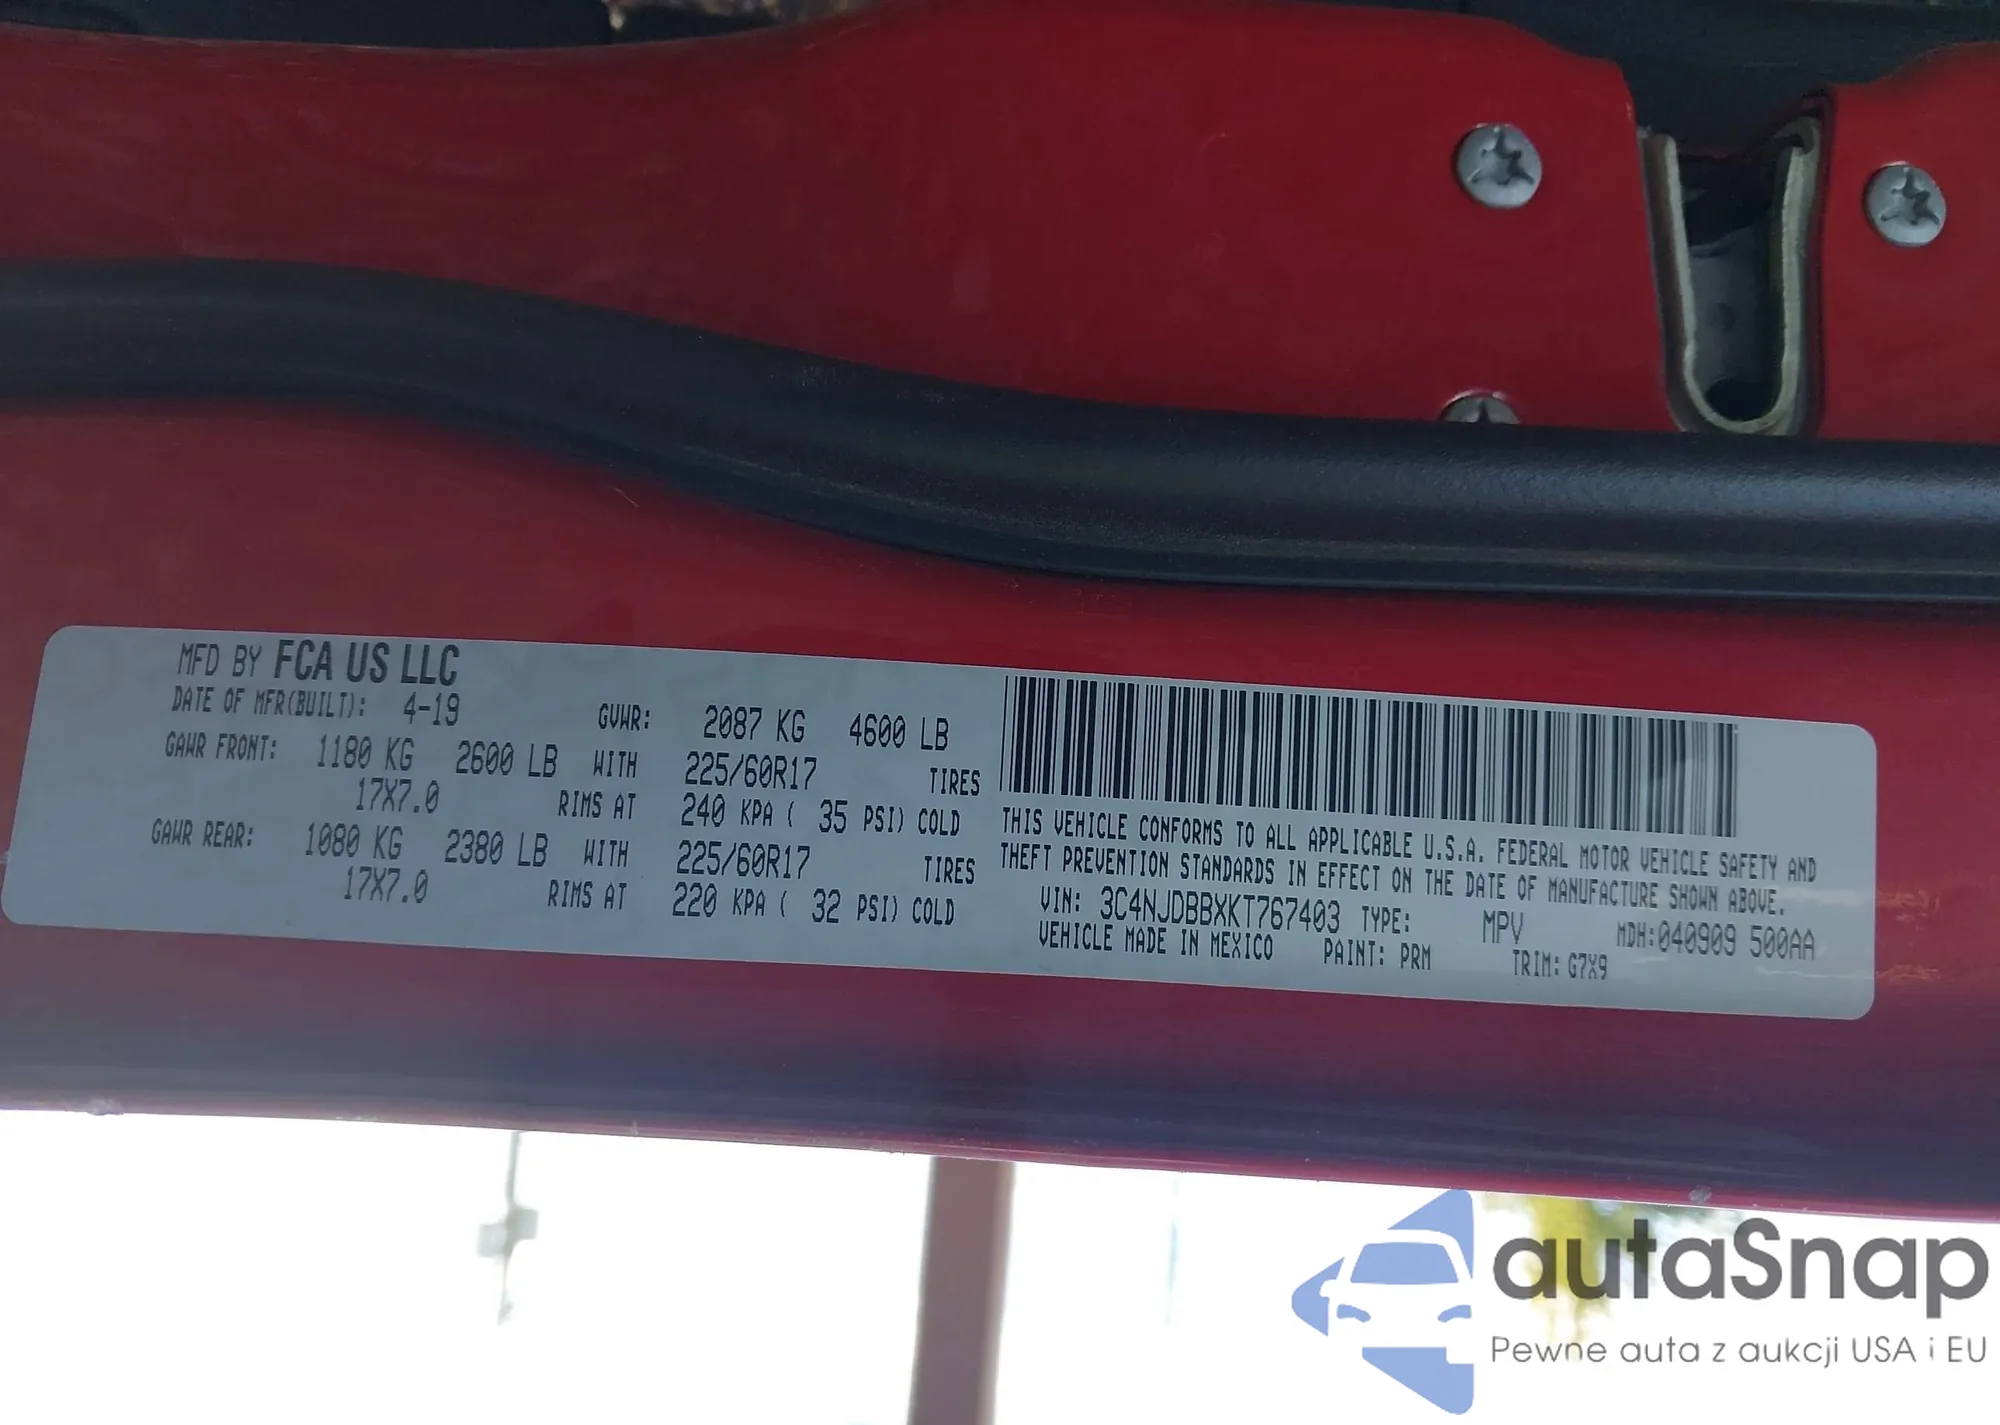 MFD BY FCA US LLC
DATE OF MFR(BUILT): 4-19 GVWR: 2087 KG 4600 LB
GAWR FRONT: 1180 KG 2600 LB WITH 225/60R17 TIRES
17X7.0 RIMS AT 240 KPA ( 35 PSI) COLD
GAWR REAR: 1080 KG 2380 LB WITH 225/60R17 TIRES
17X7.0 RIMS AT 220 KPA ( 32 PSI) COLD
THIS VEHICLE CONFORMS TO ALL APPLICABLE U.S.A. FEDERAL MOTOR VEHICLE SAFETY AND
THEFT PREVENTION STANDARDS IN EFFECT ON THE DATE OF MANUFACTURE SHOWN ABOVE.
VIN: 3C4NJDBBXKT767403 TYPE: MPV MDH:040909 500AA
VEHICLE MADE IN MEXICO PAINT: PRM TRIM: G7X9
autaSnap
Pewne auta z aukcji USA i EU